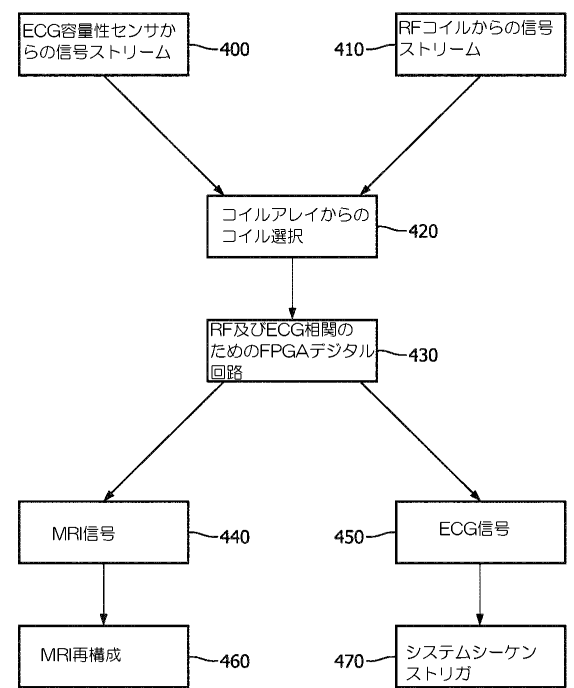 ECG容量性センサか
らの信号ストリーム
400
RFコイルからの信号
ストリーム
410
コイルアレイからの
コイル選択
420
RF及びECG相関の
ためのFPGAデジタル
回路
430
MRI信号
440
ECG信号
450
MRI再構成
460
システムシーケン
ストリガ
470